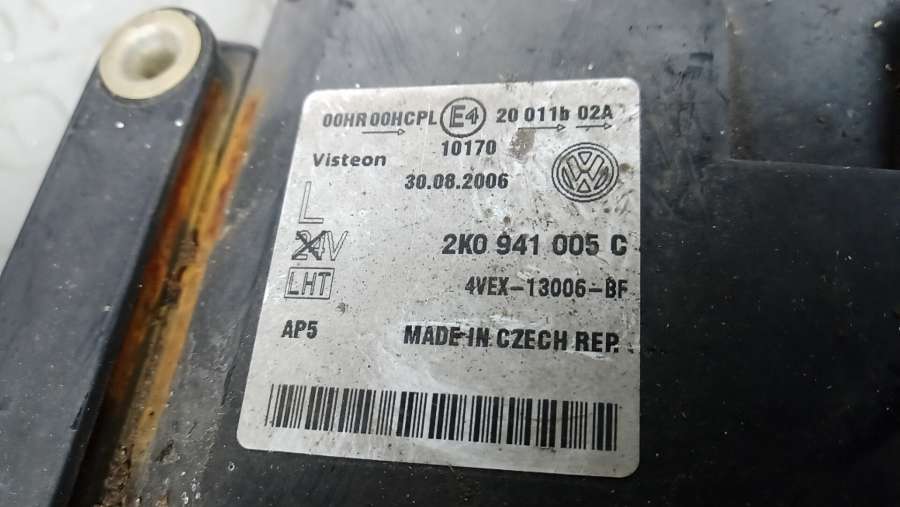 00HR 00HCPL E4 20 011b 02A
10170
Visteon
30.08.2006
L
24V
2K0 941 005 C
LHT
4VEX-13006-BF
AP5
MADE IN CZECH REP.